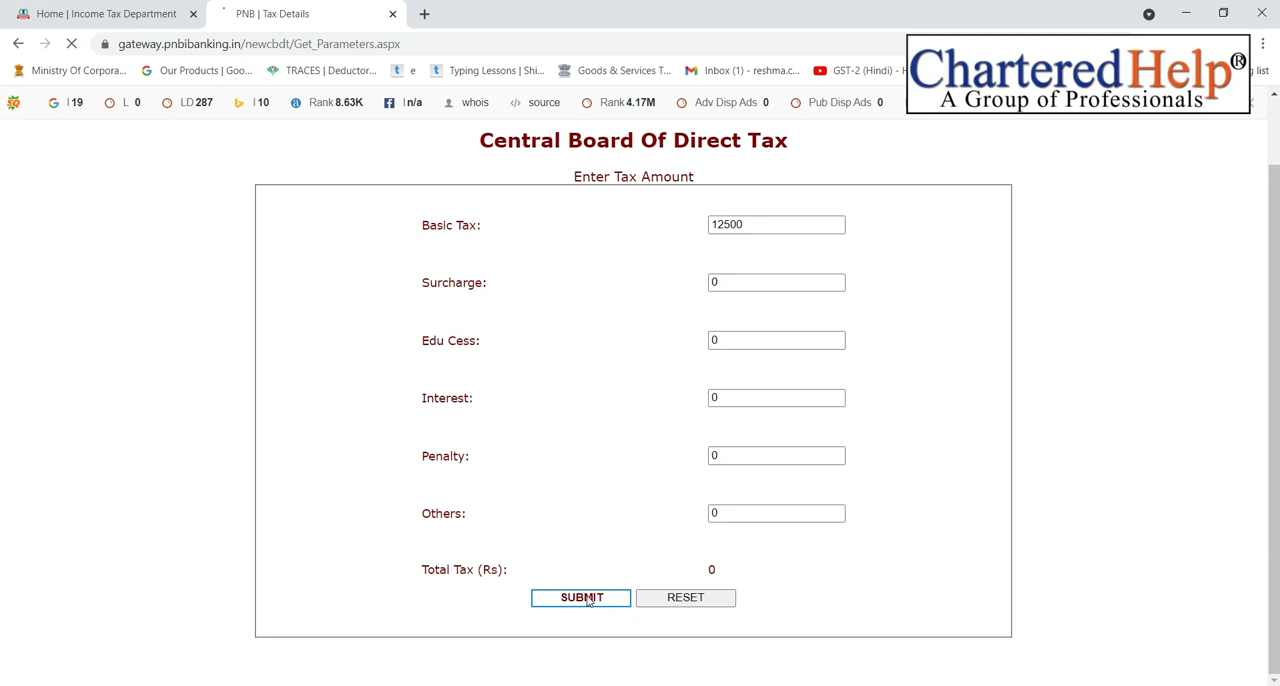 Home | Income Tax Department
PNB | Tax Details
gateway.pnbibanking.in/newcbdt/Get_Parameters.aspx
Ministry Of Corpora...
Our Products | Goo...
TRACES | Deductor...
e
Typing Lessons | Shi...
Goods & Services T...
Inbox (1) - reshma.c...
GST-2 (Hindi) - H
g list
CharteredHelp®
A Group of Professionals
SQ
G I 19
L 0
LD 287
I 10
Rank 8.63K
I n/a
whois
source
Rank 4.17M
Adv Disp Ads 0
Pub Disp Ads 0
Central Board Of Direct Tax
Enter Tax Amount
Basic Tax: 12500
Surcharge: 0
Edu Cess: 0
Interest: 0
Penalty: 0
Others: 0
Total Tax (Rs): 0
SUBMIT RESET